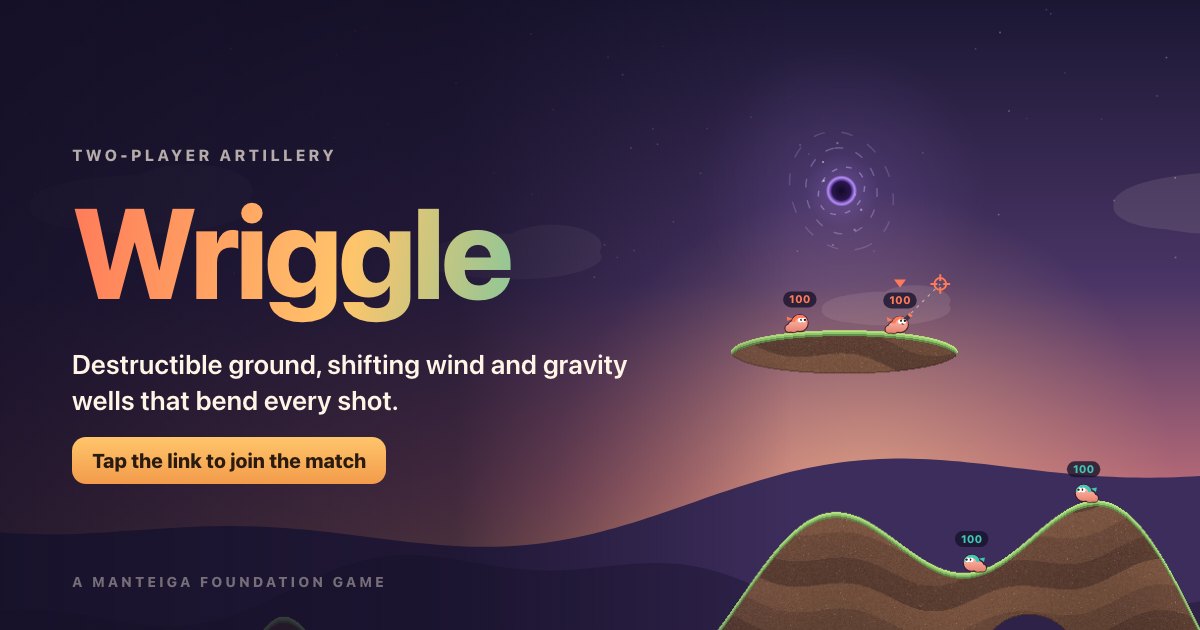 TWO-PLAYER ARTILLERY
Wriggle
Destructible ground, shifting wind and gravity
wells that bend every shot.
Tap the link to join the match
A MANTEIGA FOUNDATION GAME
100
100
100
100